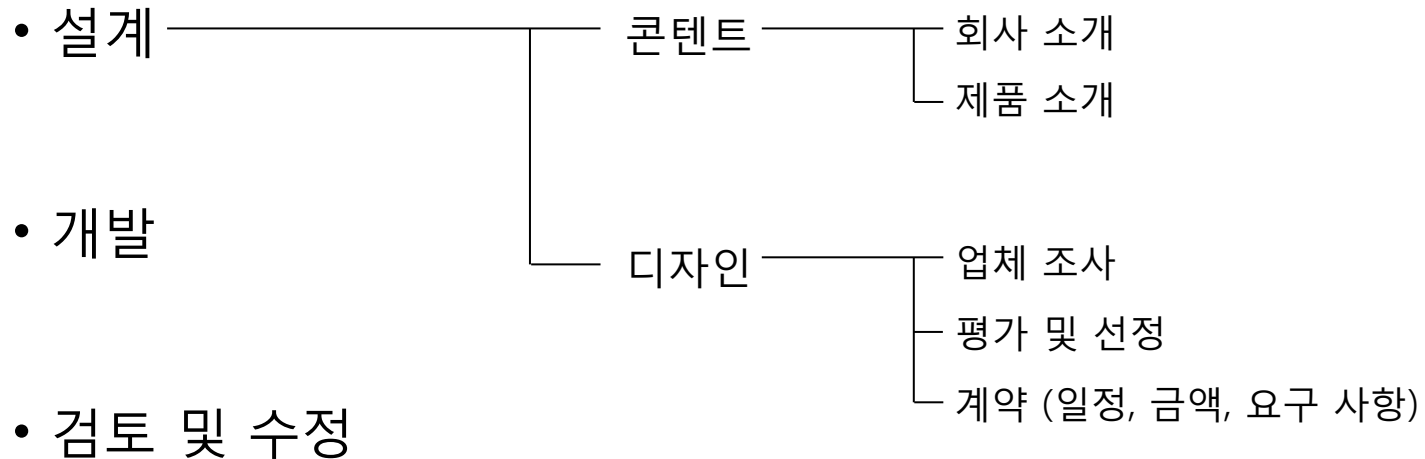 • 설계
콘텐트
회사 소개
제품 소개
• 개발
디자인
업체 조사
평가 및 선정
계약 (일정, 금액, 요구 사항)
• 검토 및 수정